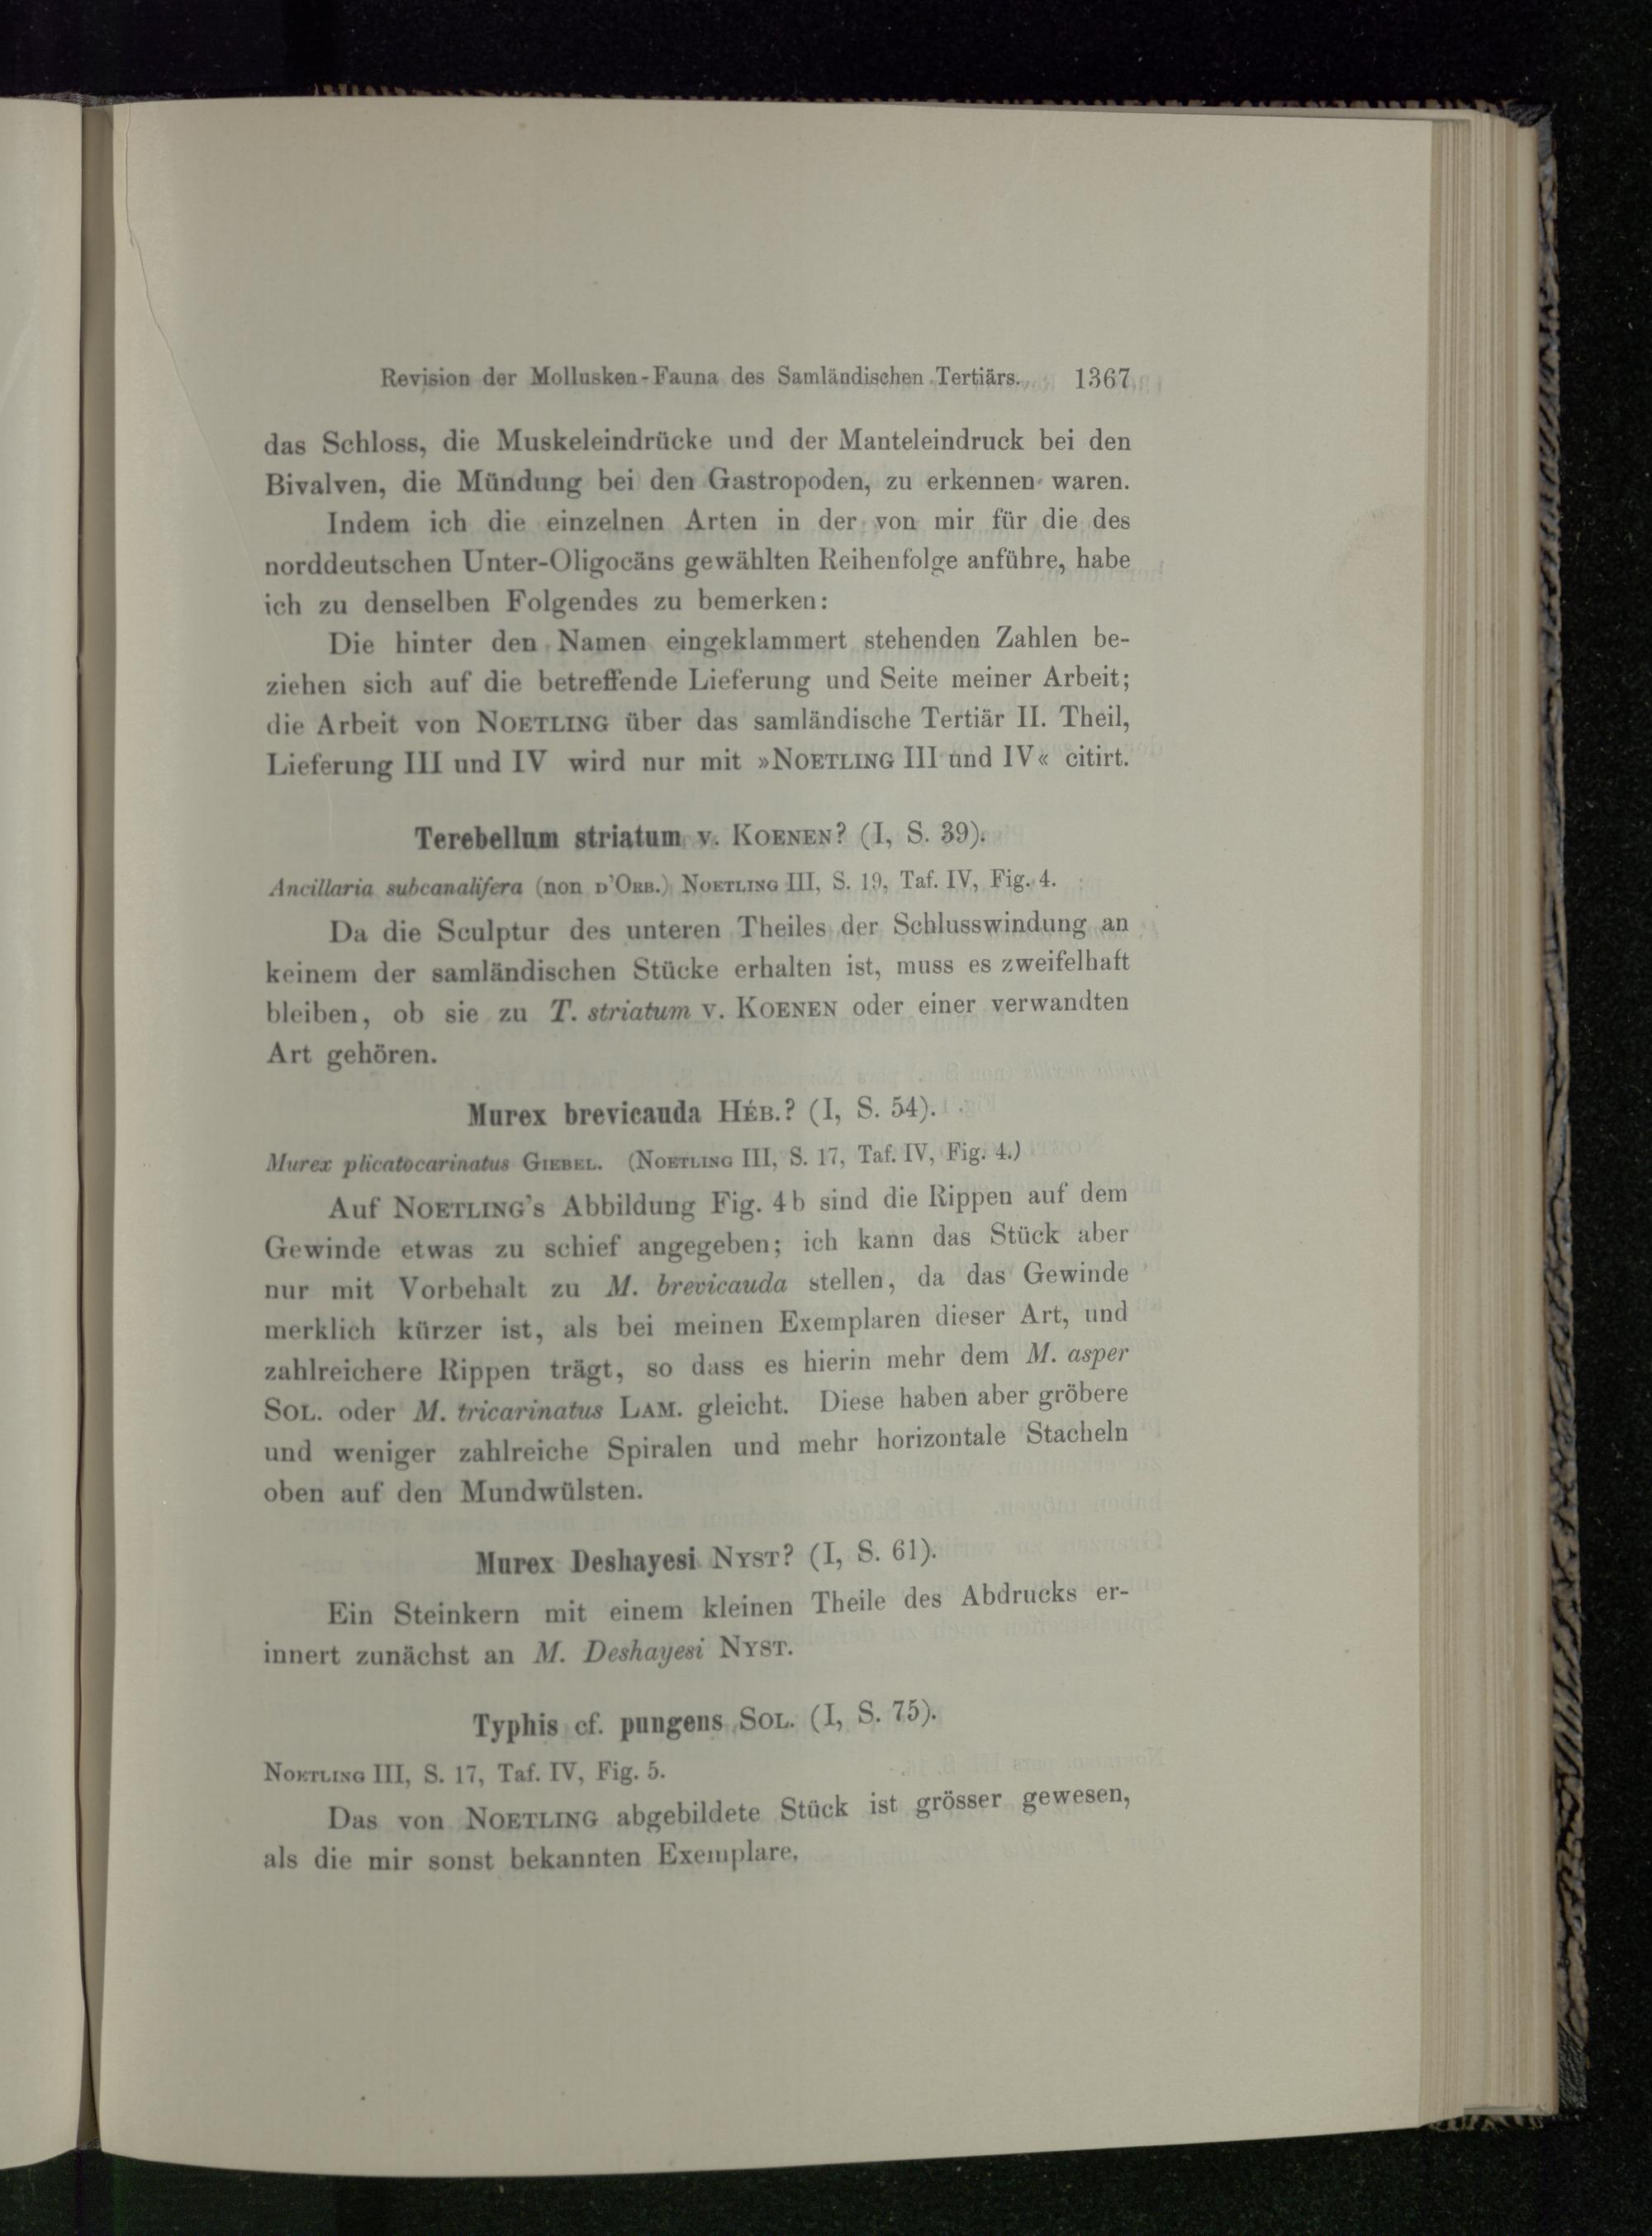 Revision der Mollusken-Fauna des Samländischen Tertiärs. 1367
das Schloss, die Muskeleindrücke und der Manteleindruck bei den
Bivalven, die Mündung bei den Gastropoden, zu erkennen waren.
Indem ich die einzelnen Arten in der von mir für die des
norddeutschen Unter-Oligocäns gewählten Reihenfolge anführe, habe
ich zu denselben Folgendes zu bemerken:
Die hinter den Namen eingeklammert stehenden Zahlen be-
ziehen sich auf die betreffende Lieferung und Seite meiner Arbeit;
die Arbeit von NOETLING über das samländische Tertiär II. Theil,
Lieferung III und IV wird nur mit »NOETLING III und IV« citirt.
Terebellum striatum v. KOENEN? (I, S. 39).
Ancillaria subcanalifera (non D'ORB.) NOETLING III, S. 19, Taf. IV, Fig. 4.
Da die Sculptur des unteren Theiles der Schlusswindung an
keinem der samländischen Stücke erhalten ist, muss es zweifelhaft
bleiben, ob sie zu T. striatum v. KOENEN oder einer verwandten
Art gehören.
Murex brevicauda HÉB.? (I, S. 54).
Murex plicatocarinatus GIEBEL. (NOETLING III, S. 17, Taf. IV, Fig. 4.)
Auf NOETLING's Abbildung Fig. 4b sind die Rippen auf dem
Gewinde etwas zu schief angegeben; ich kann das Stück aber
nur mit Vorbehalt zu M. brevicauda stellen, da das Gewinde
merklich kürzer ist, als bei meinen Exemplaren dieser Art, und
zahlreichere Rippen trägt, so dass es hierin mehr dem M. asper
SOL. oder M. tricarinatus LAM. gleicht. Diese haben aber gröbere
und weniger zahlreiche Spiralen und mehr horizontale Stacheln
oben auf den Mundwülsten.
Murex Deshayesi NYST? (I, S. 61).
Ein Steinkern mit einem kleinen Theile des Abdrucks er-
innert zunächst an M. Deshayesi NYST.
Typhis cf. pungens SOL. (I, S. 75).
NOETLING III, S. 17, Taf. IV, Fig. 5.
Das von NOETLING abgebildete Stück ist grösser gewesen,
als die mir sonst bekannten Exemplare.